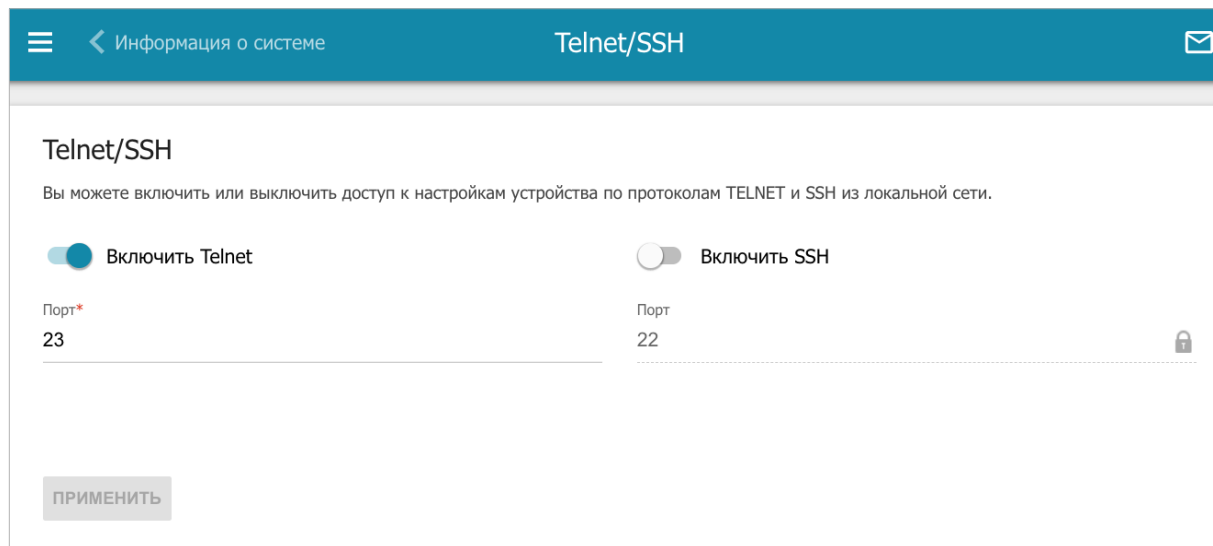 Информация о системе
Telnet/SSH
Telnet/SSH
Вы можете включить или выключить доступ к настройкам устройства по протоколам TELNET и SSH из локальной сети.
Включить Telnet
Включить SSH
Порт*
Порт
23
22
ПРИМЕНИТЬ